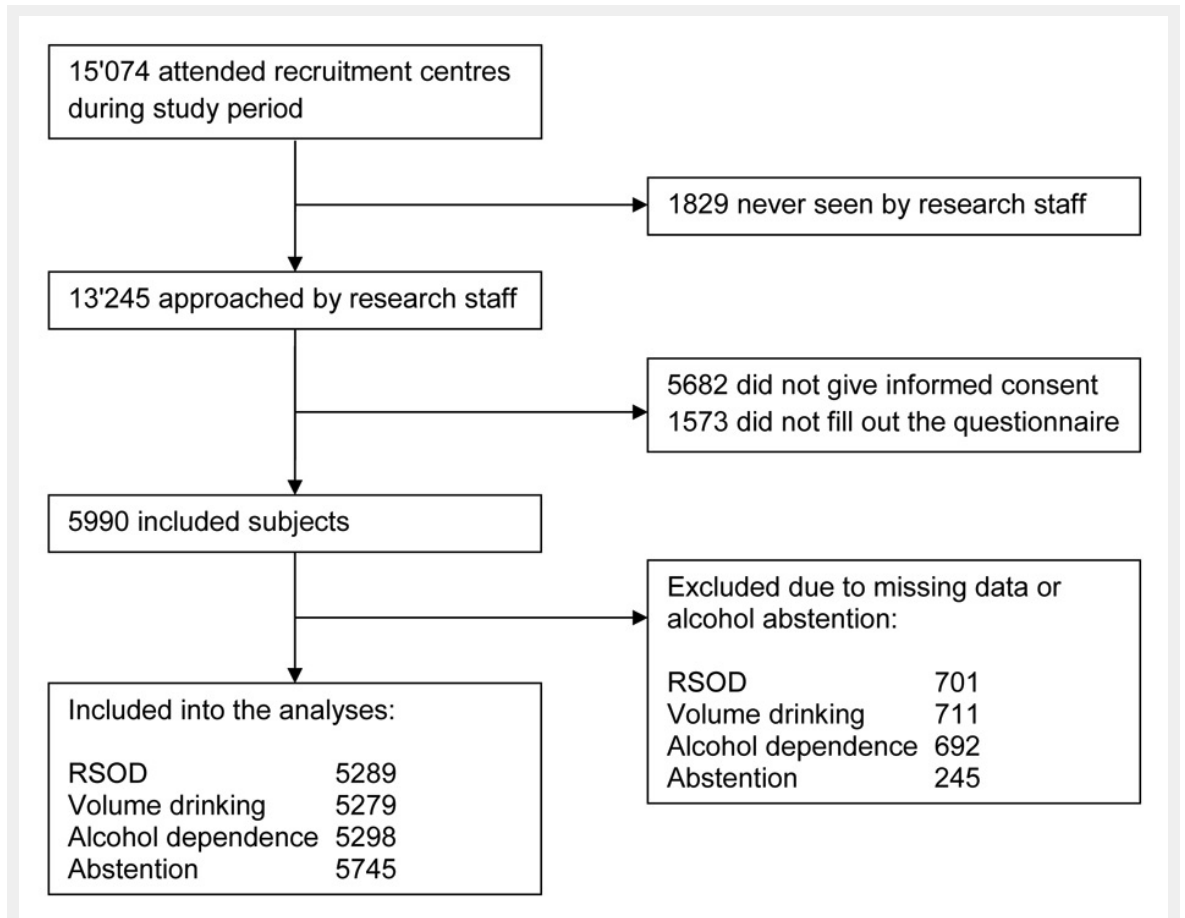 15'074 attended recruitment centres
during study period
1829 never seen by research staff
13'245 approached by research staff
5682 did not give informed consent
1573 did not fill out the questionnaire
5990 included subjects
Excluded due to missing data or
alcohol abstention:
RSOD 701
Volume drinking 711
Alcohol dependence 692
Abstention 245
Included into the analyses:
RSOD 5289
Volume drinking 5279
Alcohol dependence 5298
Abstention 5745